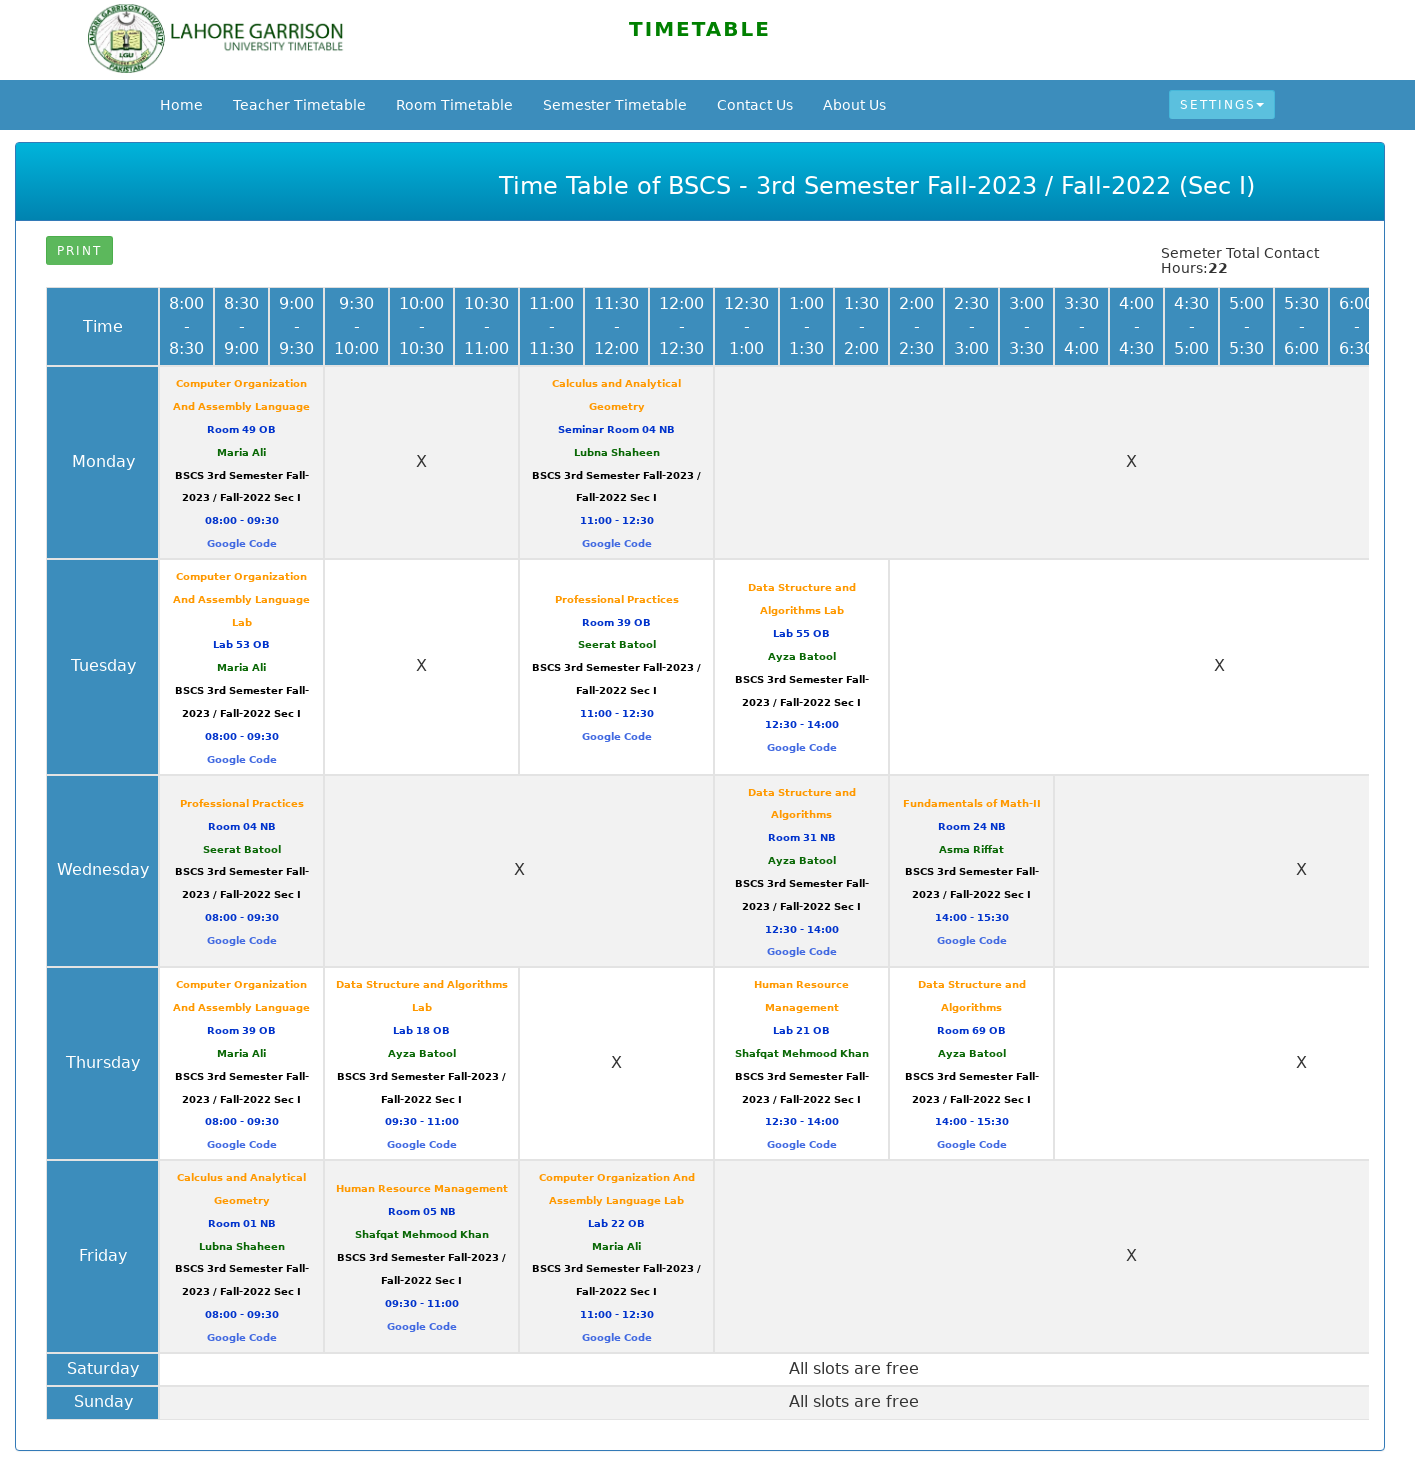 LAHORE GARRISON
UNIVERSITY TIMETABLE
LAHORE GARRISON UNIVERSITY
LGU
PAKISTAN
TIMETABLE
Home Teacher Timetable Room Timetable Semester Timetable Contact Us About Us SETTINGS
Time Table of BSCS - 3rd Semester Fall-2023 / Fall-2022 (Sec I)
PRINT
Semeter Total Contact
Hours:22
Time
8:00 - 8:30
8:30 - 9:00
9:00 - 9:30
9:30 - 10:00
10:00 - 10:30
10:30 - 11:00
11:00 - 11:30
11:30 - 12:00
12:00 - 12:30
12:30 - 1:00
1:00 - 1:30
1:30 - 2:00
2:00 - 2:30
2:30 - 3:00
3:00 - 3:30
3:30 - 4:00
4:00 - 4:30
4:30 - 5:00
5:00 - 5:30
5:30 - 6:00
6:00 - 6:30
Monday
Computer Organization
And Assembly Language
Room 49 OB
Maria Ali
BSCS 3rd Semester Fall-
2023 / Fall-2022 Sec I
08:00 - 09:30
Google Code
X
Calculus and Analytical
Geometry
Seminar Room 04 NB
Lubna Shaheen
BSCS 3rd Semester Fall-2023 /
Fall-2022 Sec I
11:00 - 12:30
Google Code
X
Tuesday
Computer Organization
And Assembly Language
Lab
Lab 53 OB
Maria Ali
BSCS 3rd Semester Fall-
2023 / Fall-2022 Sec I
08:00 - 09:30
Google Code
X
Professional Practices
Room 39 OB
Seerat Batool
BSCS 3rd Semester Fall-2023 /
Fall-2022 Sec I
11:00 - 12:30
Google Code
Data Structure and
Algorithms Lab
Lab 55 OB
Ayza Batool
BSCS 3rd Semester Fall-
2023 / Fall-2022 Sec I
12:30 - 14:00
Google Code
X
Wednesday
Professional Practices
Room 04 NB
Seerat Batool
BSCS 3rd Semester Fall-
2023 / Fall-2022 Sec I
08:00 - 09:30
Google Code
X
Data Structure and
Algorithms
Room 31 NB
Ayza Batool
BSCS 3rd Semester Fall-
2023 / Fall-2022 Sec I
12:30 - 14:00
Google Code
Fundamentals of Math-II
Room 24 NB
Asma Riffat
BSCS 3rd Semester Fall-
2023 / Fall-2022 Sec I
14:00 - 15:30
Google Code
X
Thursday
Computer Organization
And Assembly Language
Room 39 OB
Maria Ali
BSCS 3rd Semester Fall-
2023 / Fall-2022 Sec I
08:00 - 09:30
Google Code
Data Structure and Algorithms
Lab
Lab 18 OB
Ayza Batool
BSCS 3rd Semester Fall-2023 /
Fall-2022 Sec I
09:30 - 11:00
Google Code
X
Human Resource
Management
Lab 21 OB
Shafqat Mehmood Khan
BSCS 3rd Semester Fall-
2023 / Fall-2022 Sec I
12:30 - 14:00
Google Code
Data Structure and
Algorithms
Room 69 OB
Ayza Batool
BSCS 3rd Semester Fall-
2023 / Fall-2022 Sec I
14:00 - 15:30
Google Code
X
Friday
Calculus and Analytical
Geometry
Room 01 NB
Lubna Shaheen
BSCS 3rd Semester Fall-
2023 / Fall-2022 Sec I
08:00 - 09:30
Google Code
Human Resource Management
Room 05 NB
Shafqat Mehmood Khan
BSCS 3rd Semester Fall-2023 /
Fall-2022 Sec I
09:30 - 11:00
Google Code
Computer Organization And
Assembly Language Lab
Lab 22 OB
Maria Ali
BSCS 3rd Semester Fall-2023 /
Fall-2022 Sec I
11:00 - 12:30
Google Code
X
Saturday
All slots are free
Sunday
All slots are free